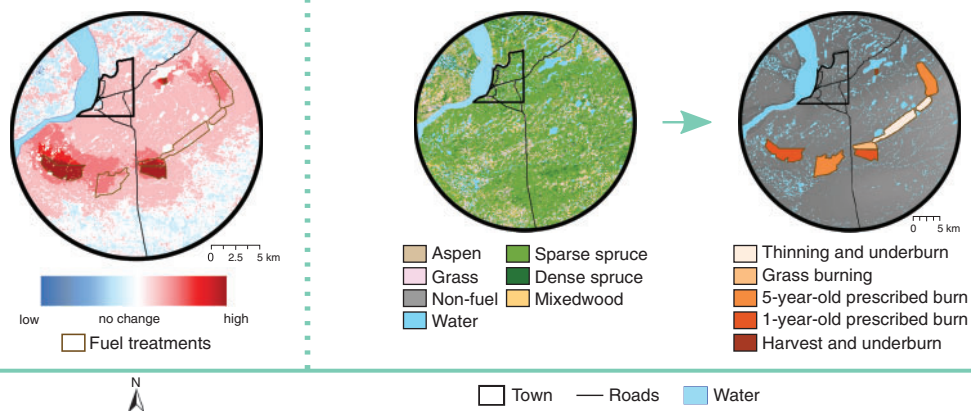 0 2.5 5 km
low no change high
Fuel treatments
Aspen
Grass
Non-fuel
Water
Sparse spruce
Dense spruce
Mixedwood
0 5 km
Thinning and underburn
Grass burning
5-year-old prescribed burn
1-year-old prescribed burn
Harvest and underburn
N
Town Roads Water